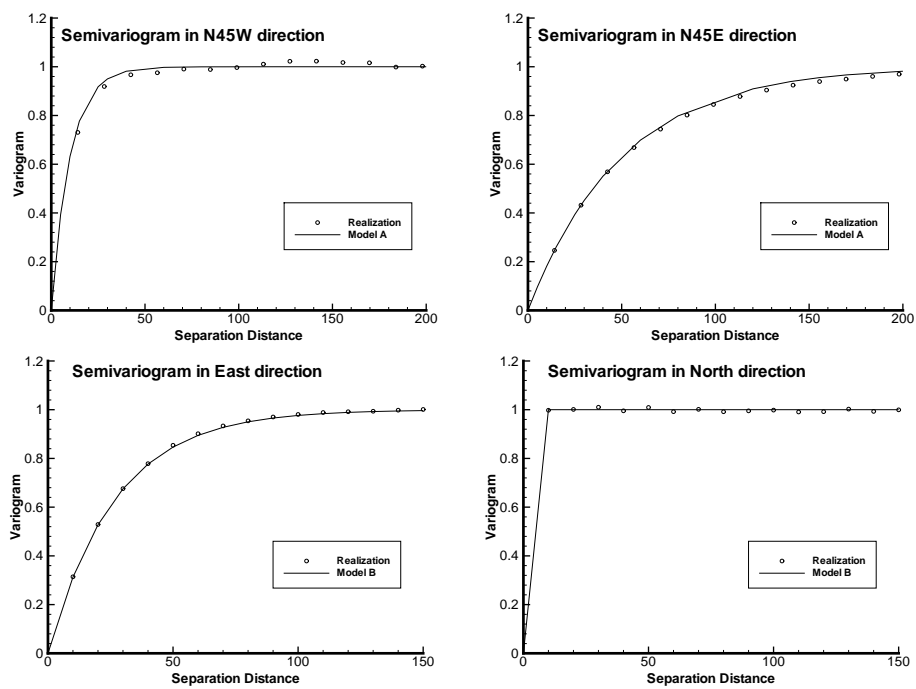 Semivariogram in N45W direction
1.2
1
0.8
0.6
0.4
0.2
0
Variogram
Realization
Model A
0 50 100 150 200
Separation Distance
Semivariogram in N45E direction
1.2
1
0.8
0.6
0.4
0.2
0
Variogram
Realization
Model A
0 50 100 150 200
Separation Distance
Semivariogram in East direction
1.2
1
0.8
0.6
0.4
0.2
0
Variogram
Realization
Model B
0 50 100 150
Separation Distance
Semivariogram in North direction
1.2
1
0.8
0.6
0.4
0.2
0
Variogram
Realization
Model B
0 50 100 150
Separation Distance